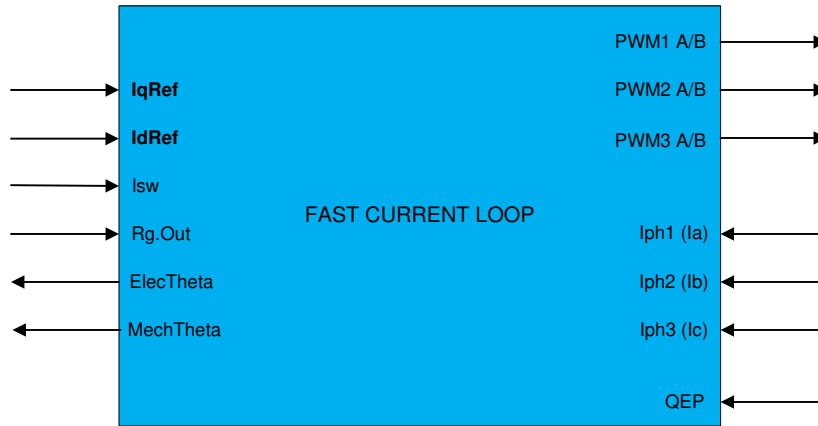 PWM1 A/B
IqRef
PWM2 A/B
IdRef
PWM3 A/B
Isw
FAST CURRENT LOOP
Rg.Out
Iph1 (Ia)
ElecTheta
Iph2 (Ib)
MechTheta
Iph3 (Ic)
QEP